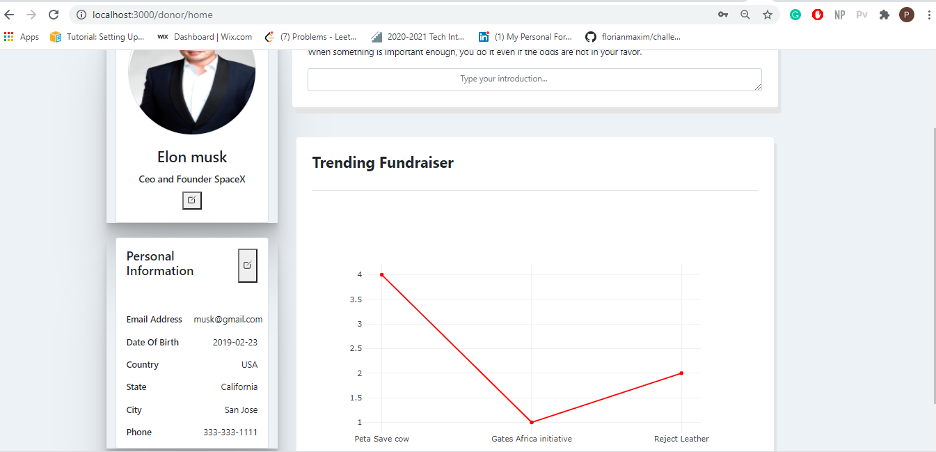 localhost:3000/donor/home
NP
Pv
P
Apps
Tutorial: Setting Up...
WIX
Dashboard | Wix.com
(7) Problems - Leet...
2020-2021 Tech Int...
(1) My Personal For...
florianmaxim/challe...
When something is important enough, you do it even if the odds are not in your favor.
Type your introduction...
Elon musk
Ceo and Founder SpaceX
Personal
Information
Email Address musk@gmail.com
Date Of Birth 2019-02-23
Country USA
State California
City San Jose
Phone 333-333-1111
Trending Fundraiser
4
3.5
3
2.5
2
1.5
1
Peta Save cow
Gates Africa initiative
Reject Leather